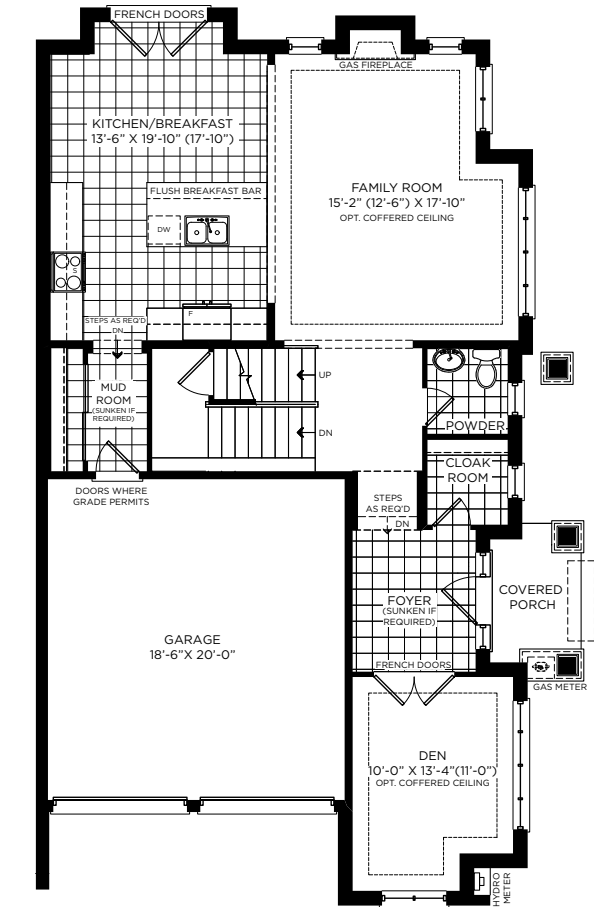 FRENCH DOORS
GAS FIREPLACE
KITCHEN/BREAKFAST
13'-6" X 19'-10" (17'-10")
FLUSH BREAKFAST BAR
DW
S
F
FAMILY ROOM
15'-2" (12'-6") X 17'-10"
OPT. COFFERED CEILING
STEPS AS REQ'D
DN
MUD
ROOM
(SUNKEN IF
REQUIRED)
UP
DN
POWDER
CLOAK
ROOM
DOORS WHERE
GRADE PERMITS
STEPS
AS REQ'D
DN
FOYER
(SUNKEN IF
REQUIRED)
COVERED
PORCH
GARAGE
18'-6"X 20'-0"
FRENCH DOORS
GAS METER
DEN
10'-0" X 13'-4"(11'-0")
OPT. COFFERED CEILING
HYDRO
METER